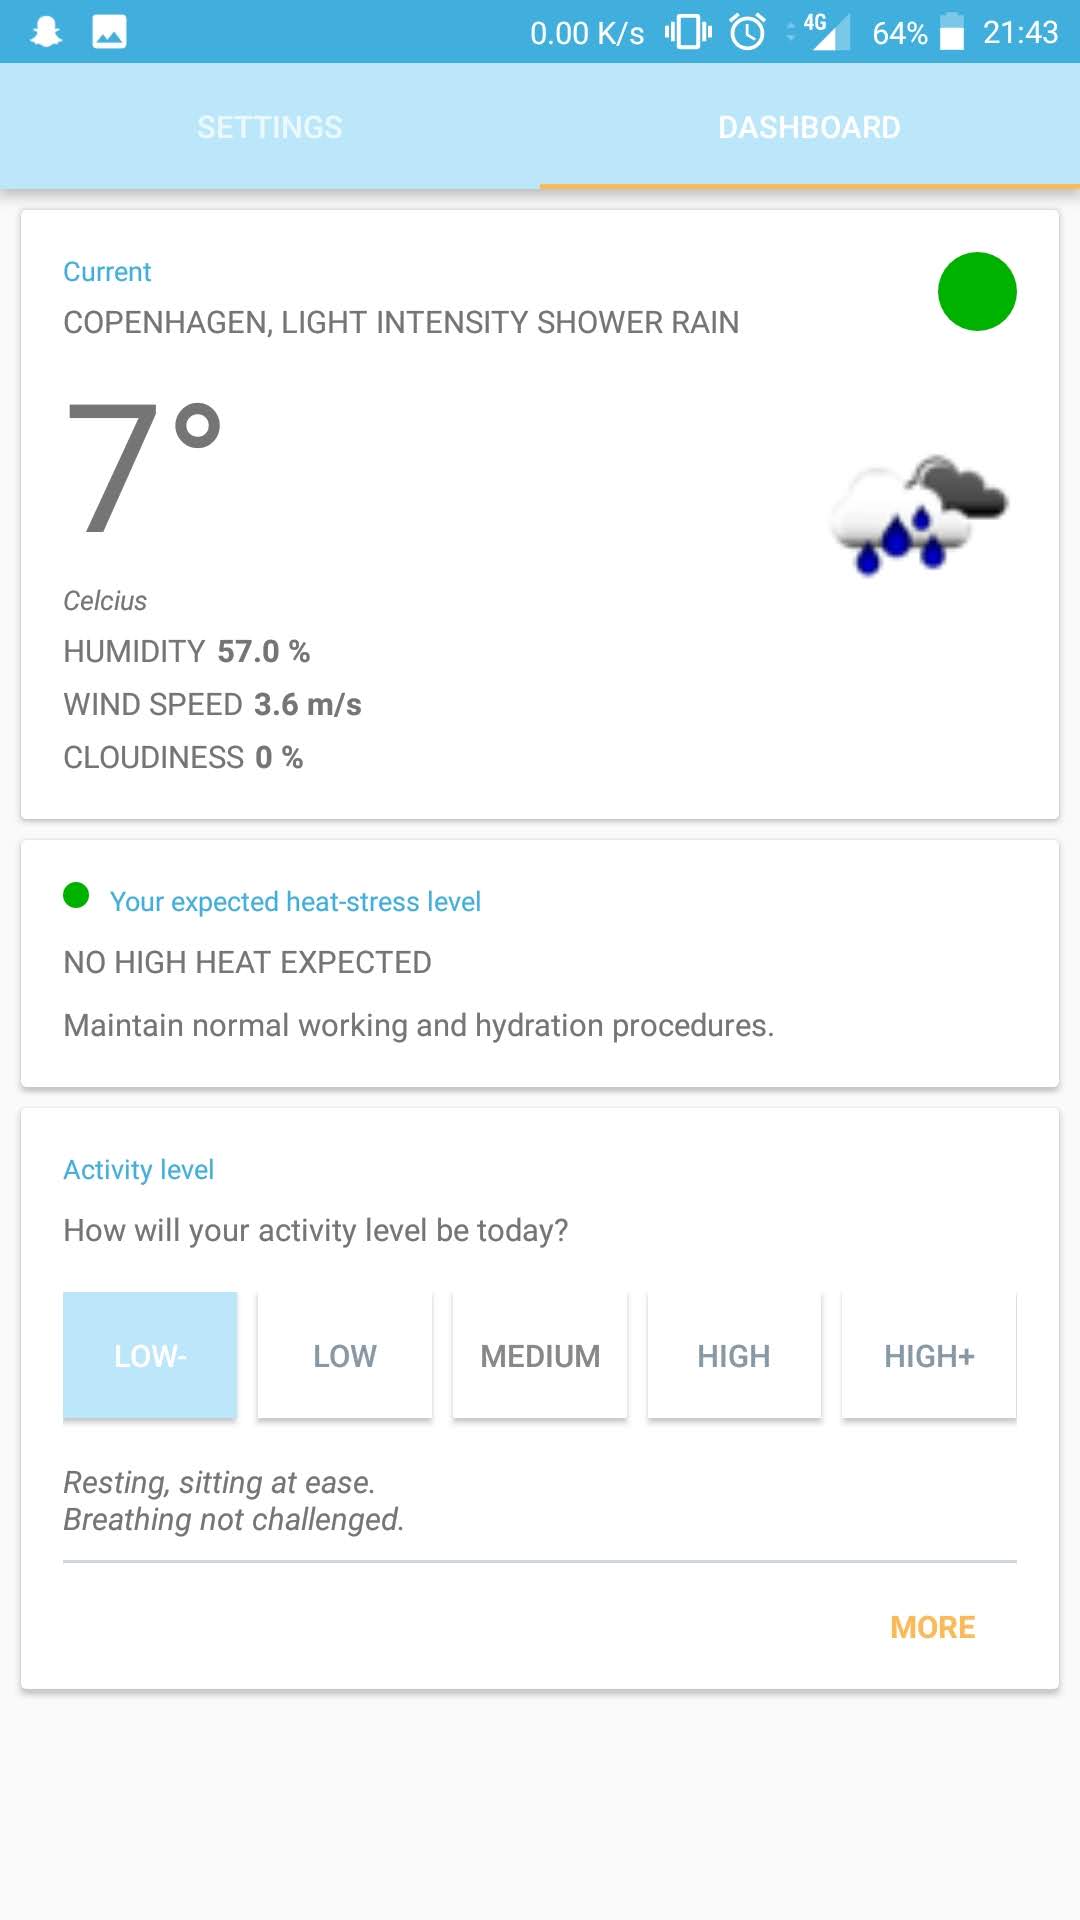 0.00 K/s 4G 64% 21:43
SETTINGS DASHBOARD
Current
COPENHAGEN, LIGHT INTENSITY SHOWER RAIN
7°
Celcius
HUMIDITY 57.0 %
WIND SPEED 3.6 m/s
CLOUDINESS 0 %
Your expected heat-stress level
NO HIGH HEAT EXPECTED
Maintain normal working and hydration procedures.
Activity level
How will your activity level be today?
LOW- LOW MEDIUM HIGH HIGH+
Resting, sitting at ease.
Breathing not challenged.
MORE